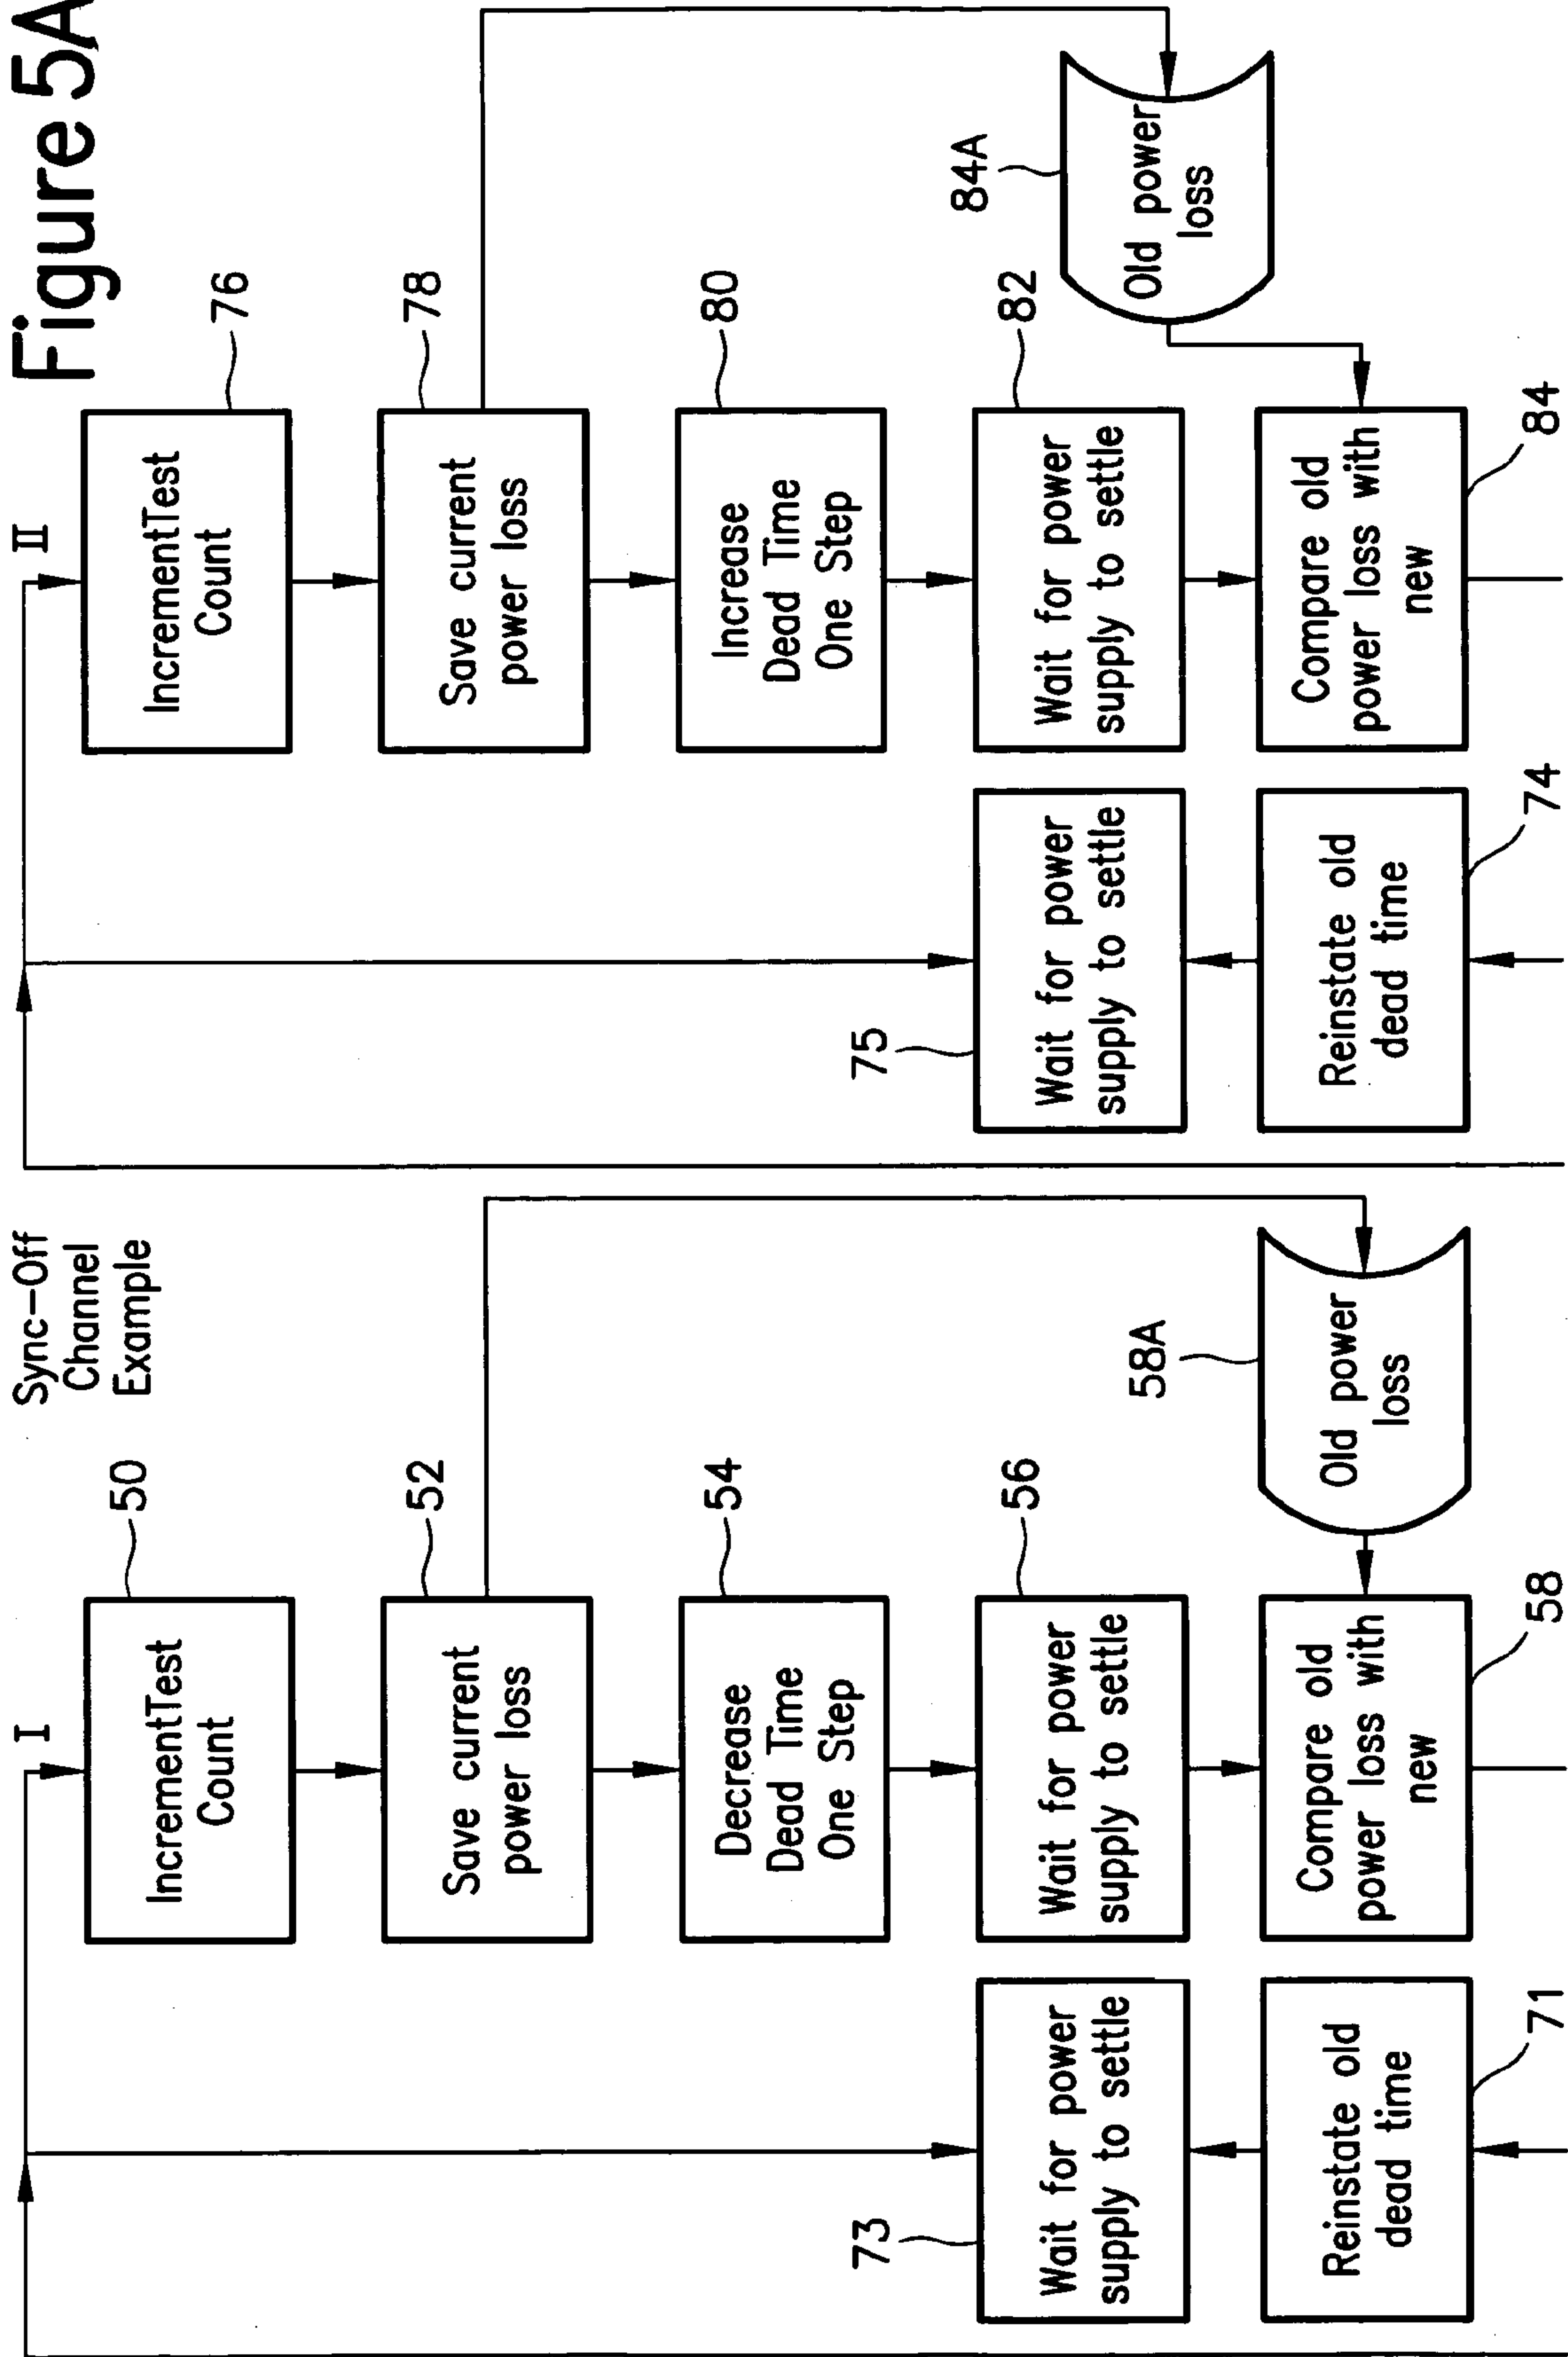 Figure 5A
Sync-Off
Channel
Example
I
IncrementTest
Count
50
Save current
power loss
52
Decrease
Dead Time
One Step
54
Wait for power
supply to settle
73
Wait for power
supply to settle
56
58A
Old power
loss
Reinstate old
dead time
71
Compare old
power loss with
new
58
II
IncrementTest
Count
76
Save current
power loss
78
Increase
Dead Time
One Step
80
75
Wait for power
supply to settle
Wait for power
supply to settle
82
84A
Old power
loss
Reinstate old
dead time
74
Compare old
power loss with
new
84